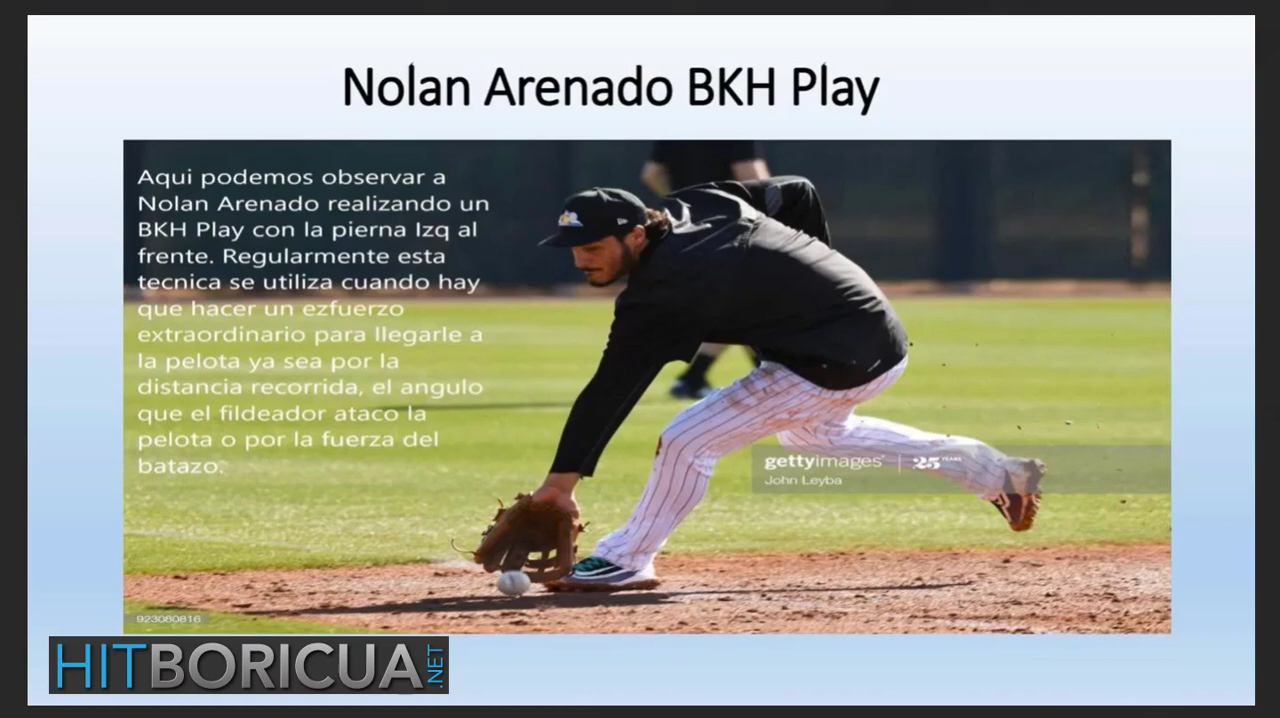 Nolan Arenado BKH Play
Aqui podemos observar a
Nolan Arenado realizando un
BKH Play con la pierna Izq al
frente. Regularmente esta
tecnica se utiliza cuando hay
que hacer un ezfuerzo
extraordinario para llegarle a
la pelota ya sea por la
distancia recorrida, el angulo
que el fildeador ataco la
pelota o por la fuerza del
batazo.
gettyimages® | 25 YEARS
John Leyba
923080816
HITBORICUA.NET